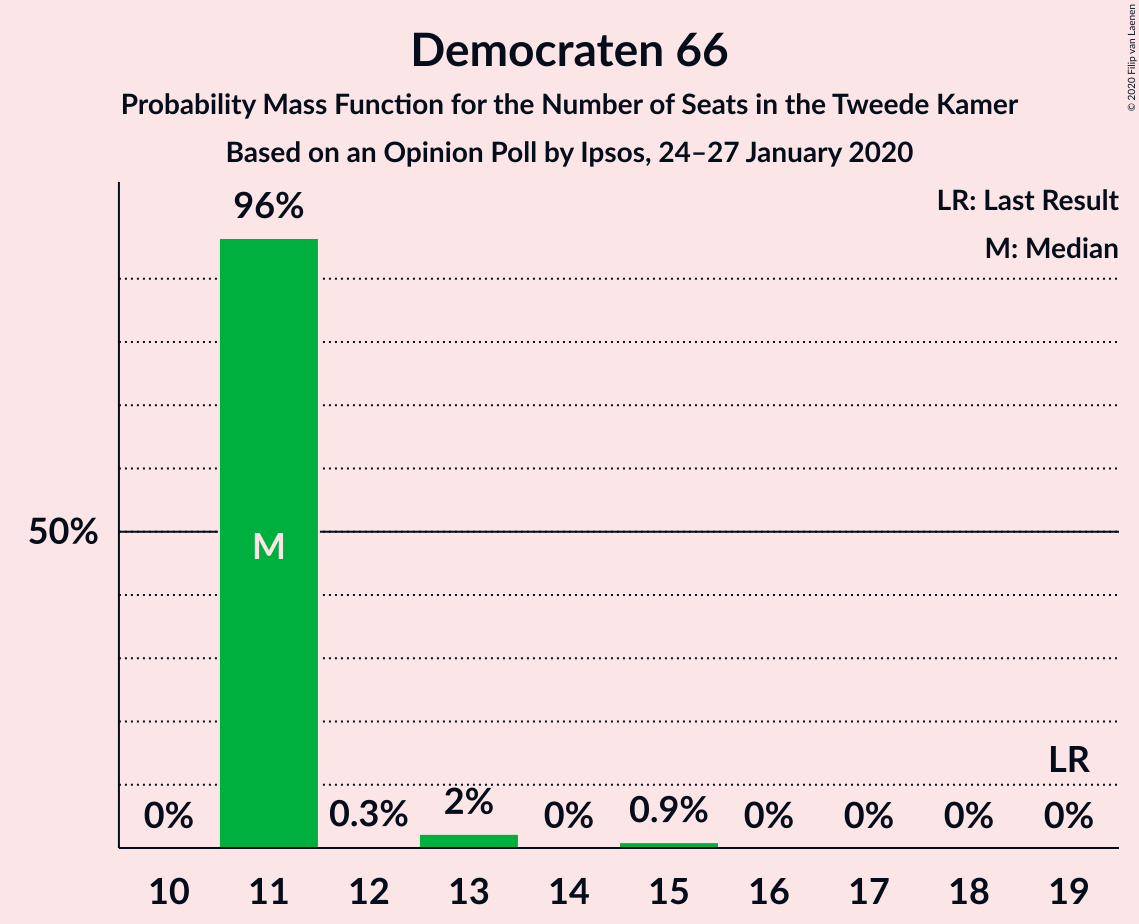 Democraten 66
Probability Mass Function for the Number of Seats in the Tweede Kamer
Based on an Opinion Poll by Ipsos, 24–27 January 2020
© 2020 Filip van Laenen
LR: Last Result
M: Median
96%
50%
M
LR
0%
0.3%
2%
0%
0.9%
0%
0%
0%
0%
10 11 12 13 14 15 16 17 18 19